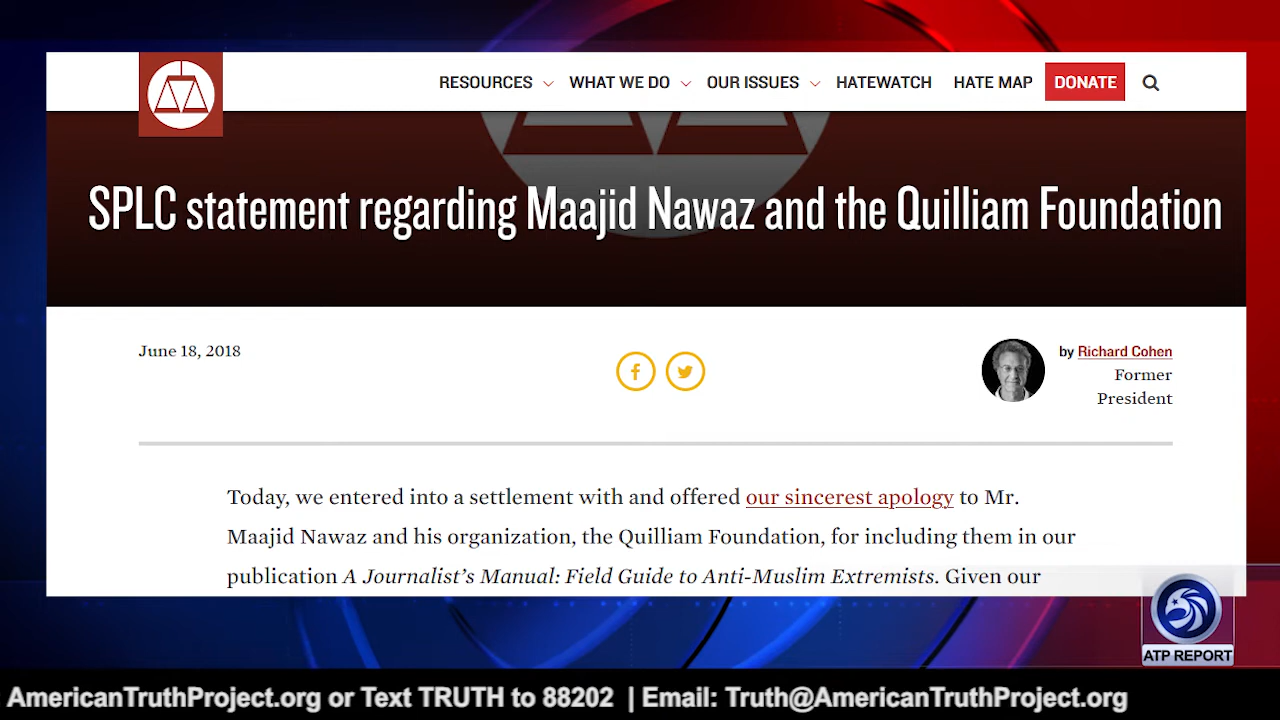 RESOURCES WHAT WE DO OUR ISSUES HATEWATCH HATE MAP DONATE
SPLC statement regarding Maajid Nawaz and the Quilliam Foundation
June 18, 2018
by Richard Cohen
Former
President
Today, we entered into a settlement with and offered our sincerest apology to Mr.
Maajid Nawaz and his organization, the Quilliam Foundation, for including them in our
publication A Journalist's Manual: Field Guide to Anti-Muslim Extremists. Given our
ATP REPORT
AmericanTruthProject.org or Text TRUTH to 88202 | Email: Truth@AmericanTruthProject.org